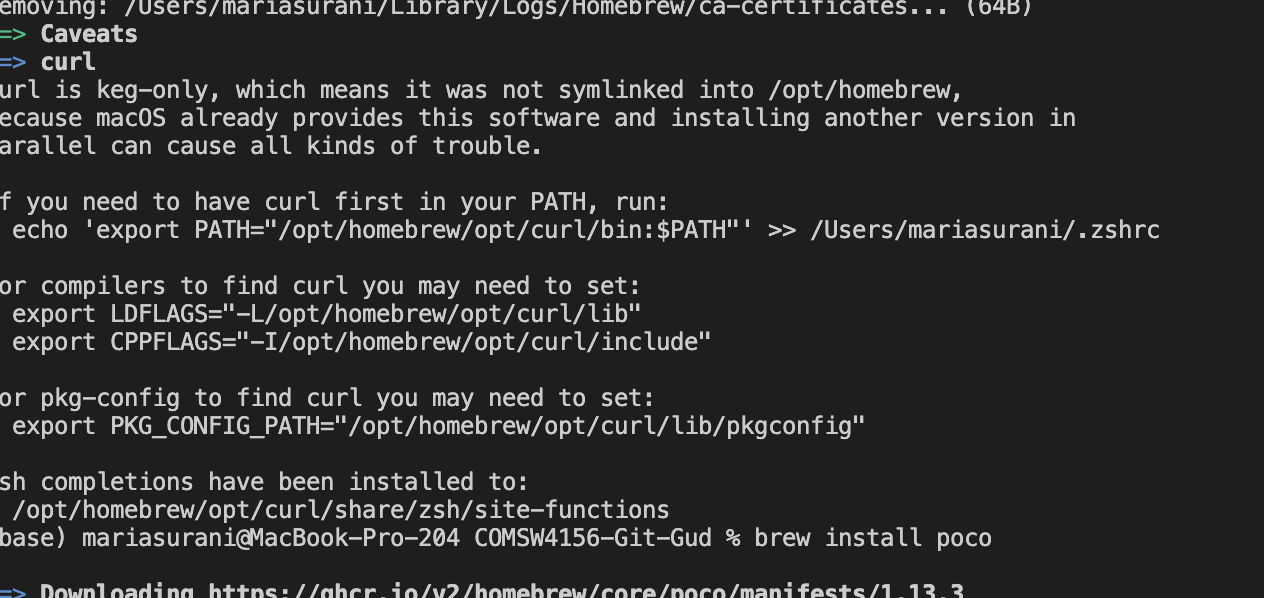 emoving: /Users/mariasurani/Library/Logs/Homebrew/ca-certificates... (64B)
=> Caveats
=> curl
url is keg-only, which means it was not symlinked into /opt/homebrew,
ecause macOS already provides this software and installing another version in
arallel can cause all kinds of trouble.
f you need to have curl first in your PATH, run:
echo 'export PATH="/opt/homebrew/opt/curl/bin:$PATH"' >> /Users/mariasurani/.zshrc
or compilers to find curl you may need to set:
export LDFLAGS="-L/opt/homebrew/opt/curl/lib"
export CPPFLAGS="-I/opt/homebrew/opt/curl/include"
or pkg-config to find curl you may need to set:
export PKG_CONFIG_PATH="/opt/homebrew/opt/curl/lib/pkgconfig"
sh completions have been installed to:
/opt/homebrew/opt/curl/share/zsh/site-functions
base) mariasurani@MacBook-Pro-204 COMSW4156-Git-Gud % brew install poco
=> Downloading https://ghcr.io/v2/homebrew/core/poco/manifests/1.13.3